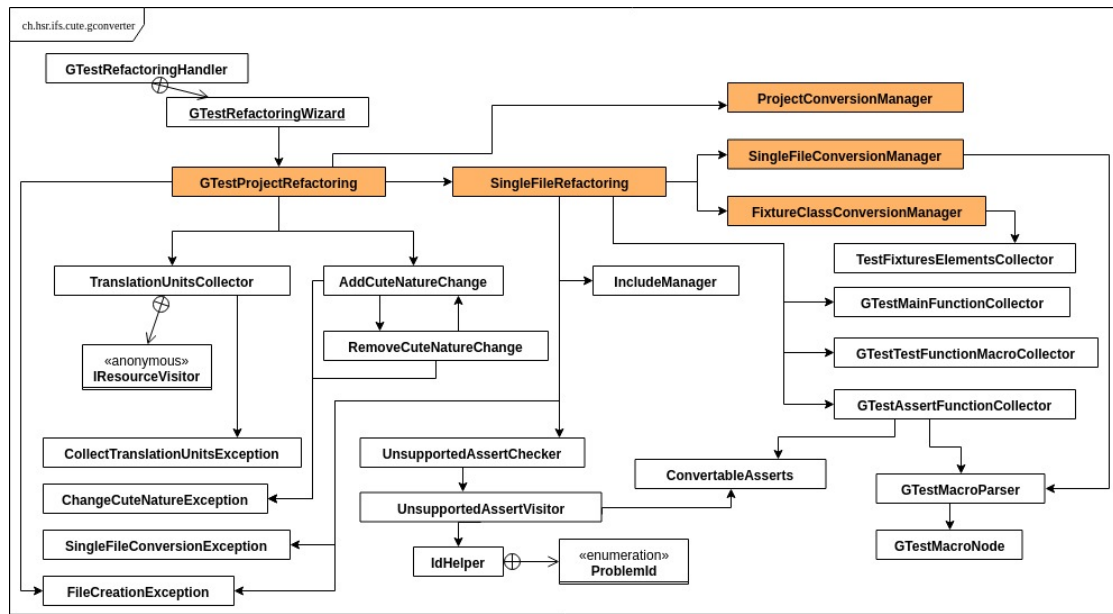 ch.hsr.ifs.cute.gconverter
GTestRefactoringHandler
GTestRefactoringWizard
ProjectConversionManager
GTestProjectRefactoring
SingleFileRefactoring
SingleFileConversionManager
FixtureClassConversionManager
TestFixturesElementsCollector
TranslationUnitsCollector
AddCuteNatureChange
IncludeManager
GTestMainFunctionCollector
RemoveCuteNatureChange
GTestTestFunctionMacroCollector
«anonymous»
IResourceVisitor
GTestAssertFunctionCollector
CollectTranslationUnitsException
UnsupportedAssertChecker
ConvertableAsserts
ChangeCuteNatureException
UnsupportedAssertVisitor
GTestMacroParser
SingleFileConversionException
IdHelper
«enumeration»
ProblemId
GTestMacroNode
FileCreationException